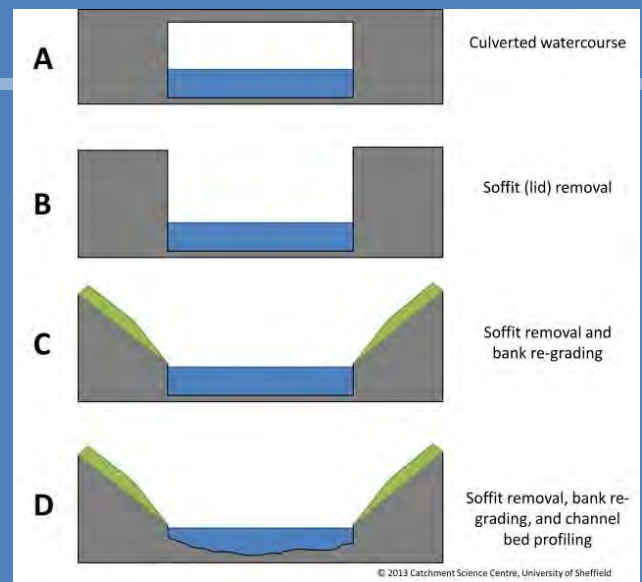 A
Culverted watercourse
B
Soffit (lid) removal
C
Soffit removal and
bank re-grading
D
Soffit removal, bank re-
grading, and channel
bed profiling
© 2013 Catchment Science Centre, University of Sheffield